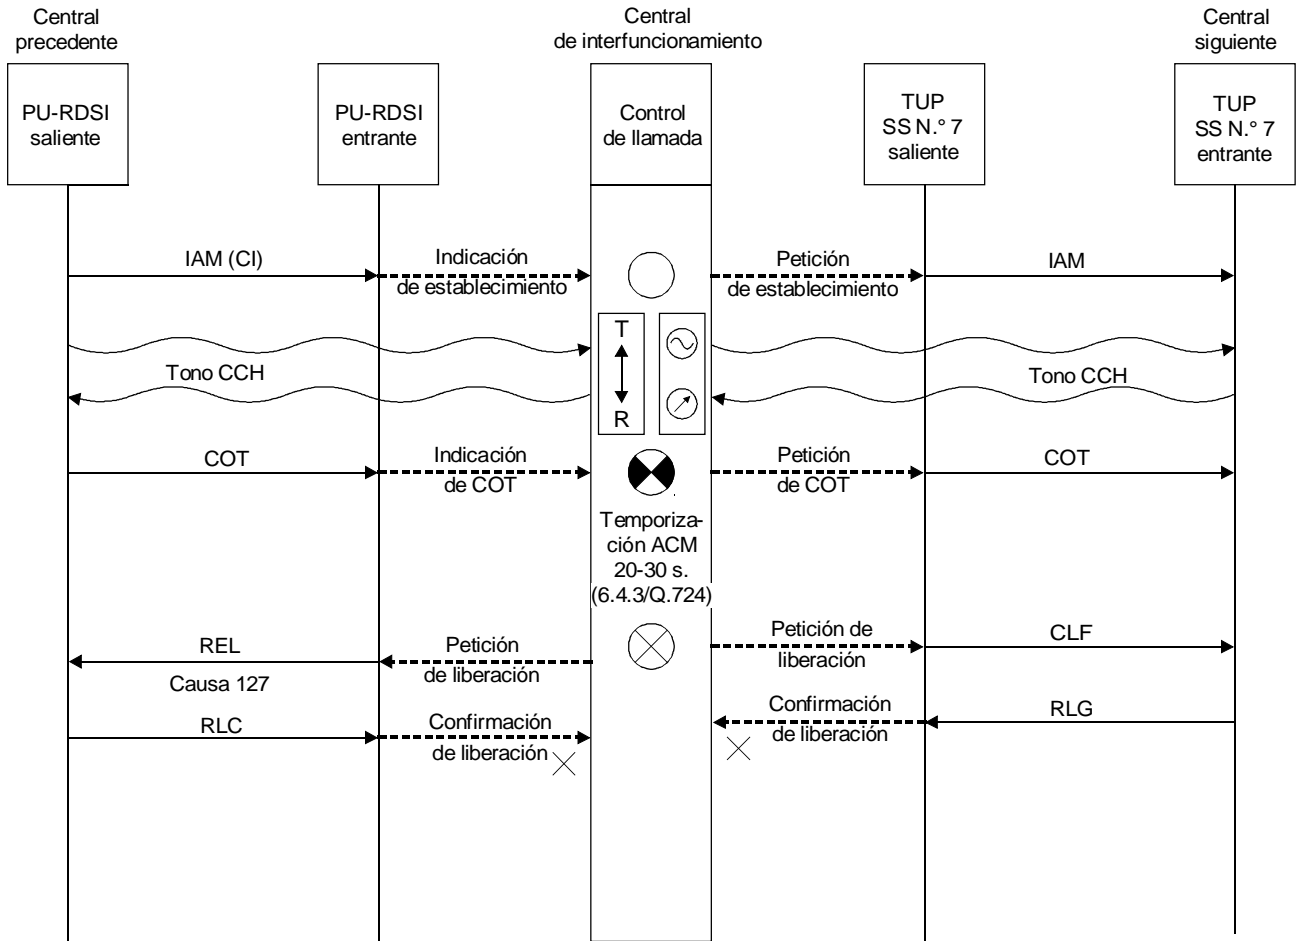 Central
precedente
Central
de interfuncionamiento
Central
siguiente
PU-RDSI
saliente
PU-RDSI
entrante
Control
de llamada
TUP
SS N.° 7
saliente
TUP
SS N.° 7
entrante
IAM (CI)
Indicación
de establecimiento
Petición
de establecimiento
IAM
T
R
Tono CCH
Tono CCH
COT
Indicación
de COT
Petición
de COT
COT
Temporiza-
ción ACM
20-30 s.
(6.4.3/Q.724)
REL
Causa 127
Petición
de liberación
Petición de
liberación
CLF
RLC
Confirmación
de liberación
Confirmación
de liberación
RLG